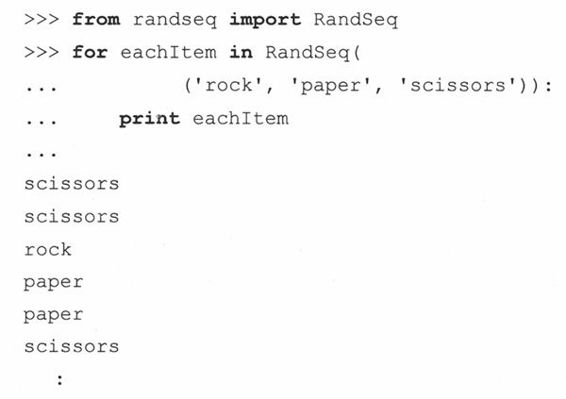 >>> from randseq import RandSeq
>>> for eachItem in RandSeq(
...         ('rock', 'paper', 'scissors')):
...     print eachItem
...
scissors
scissors
rock
paper
paper
scissors
: